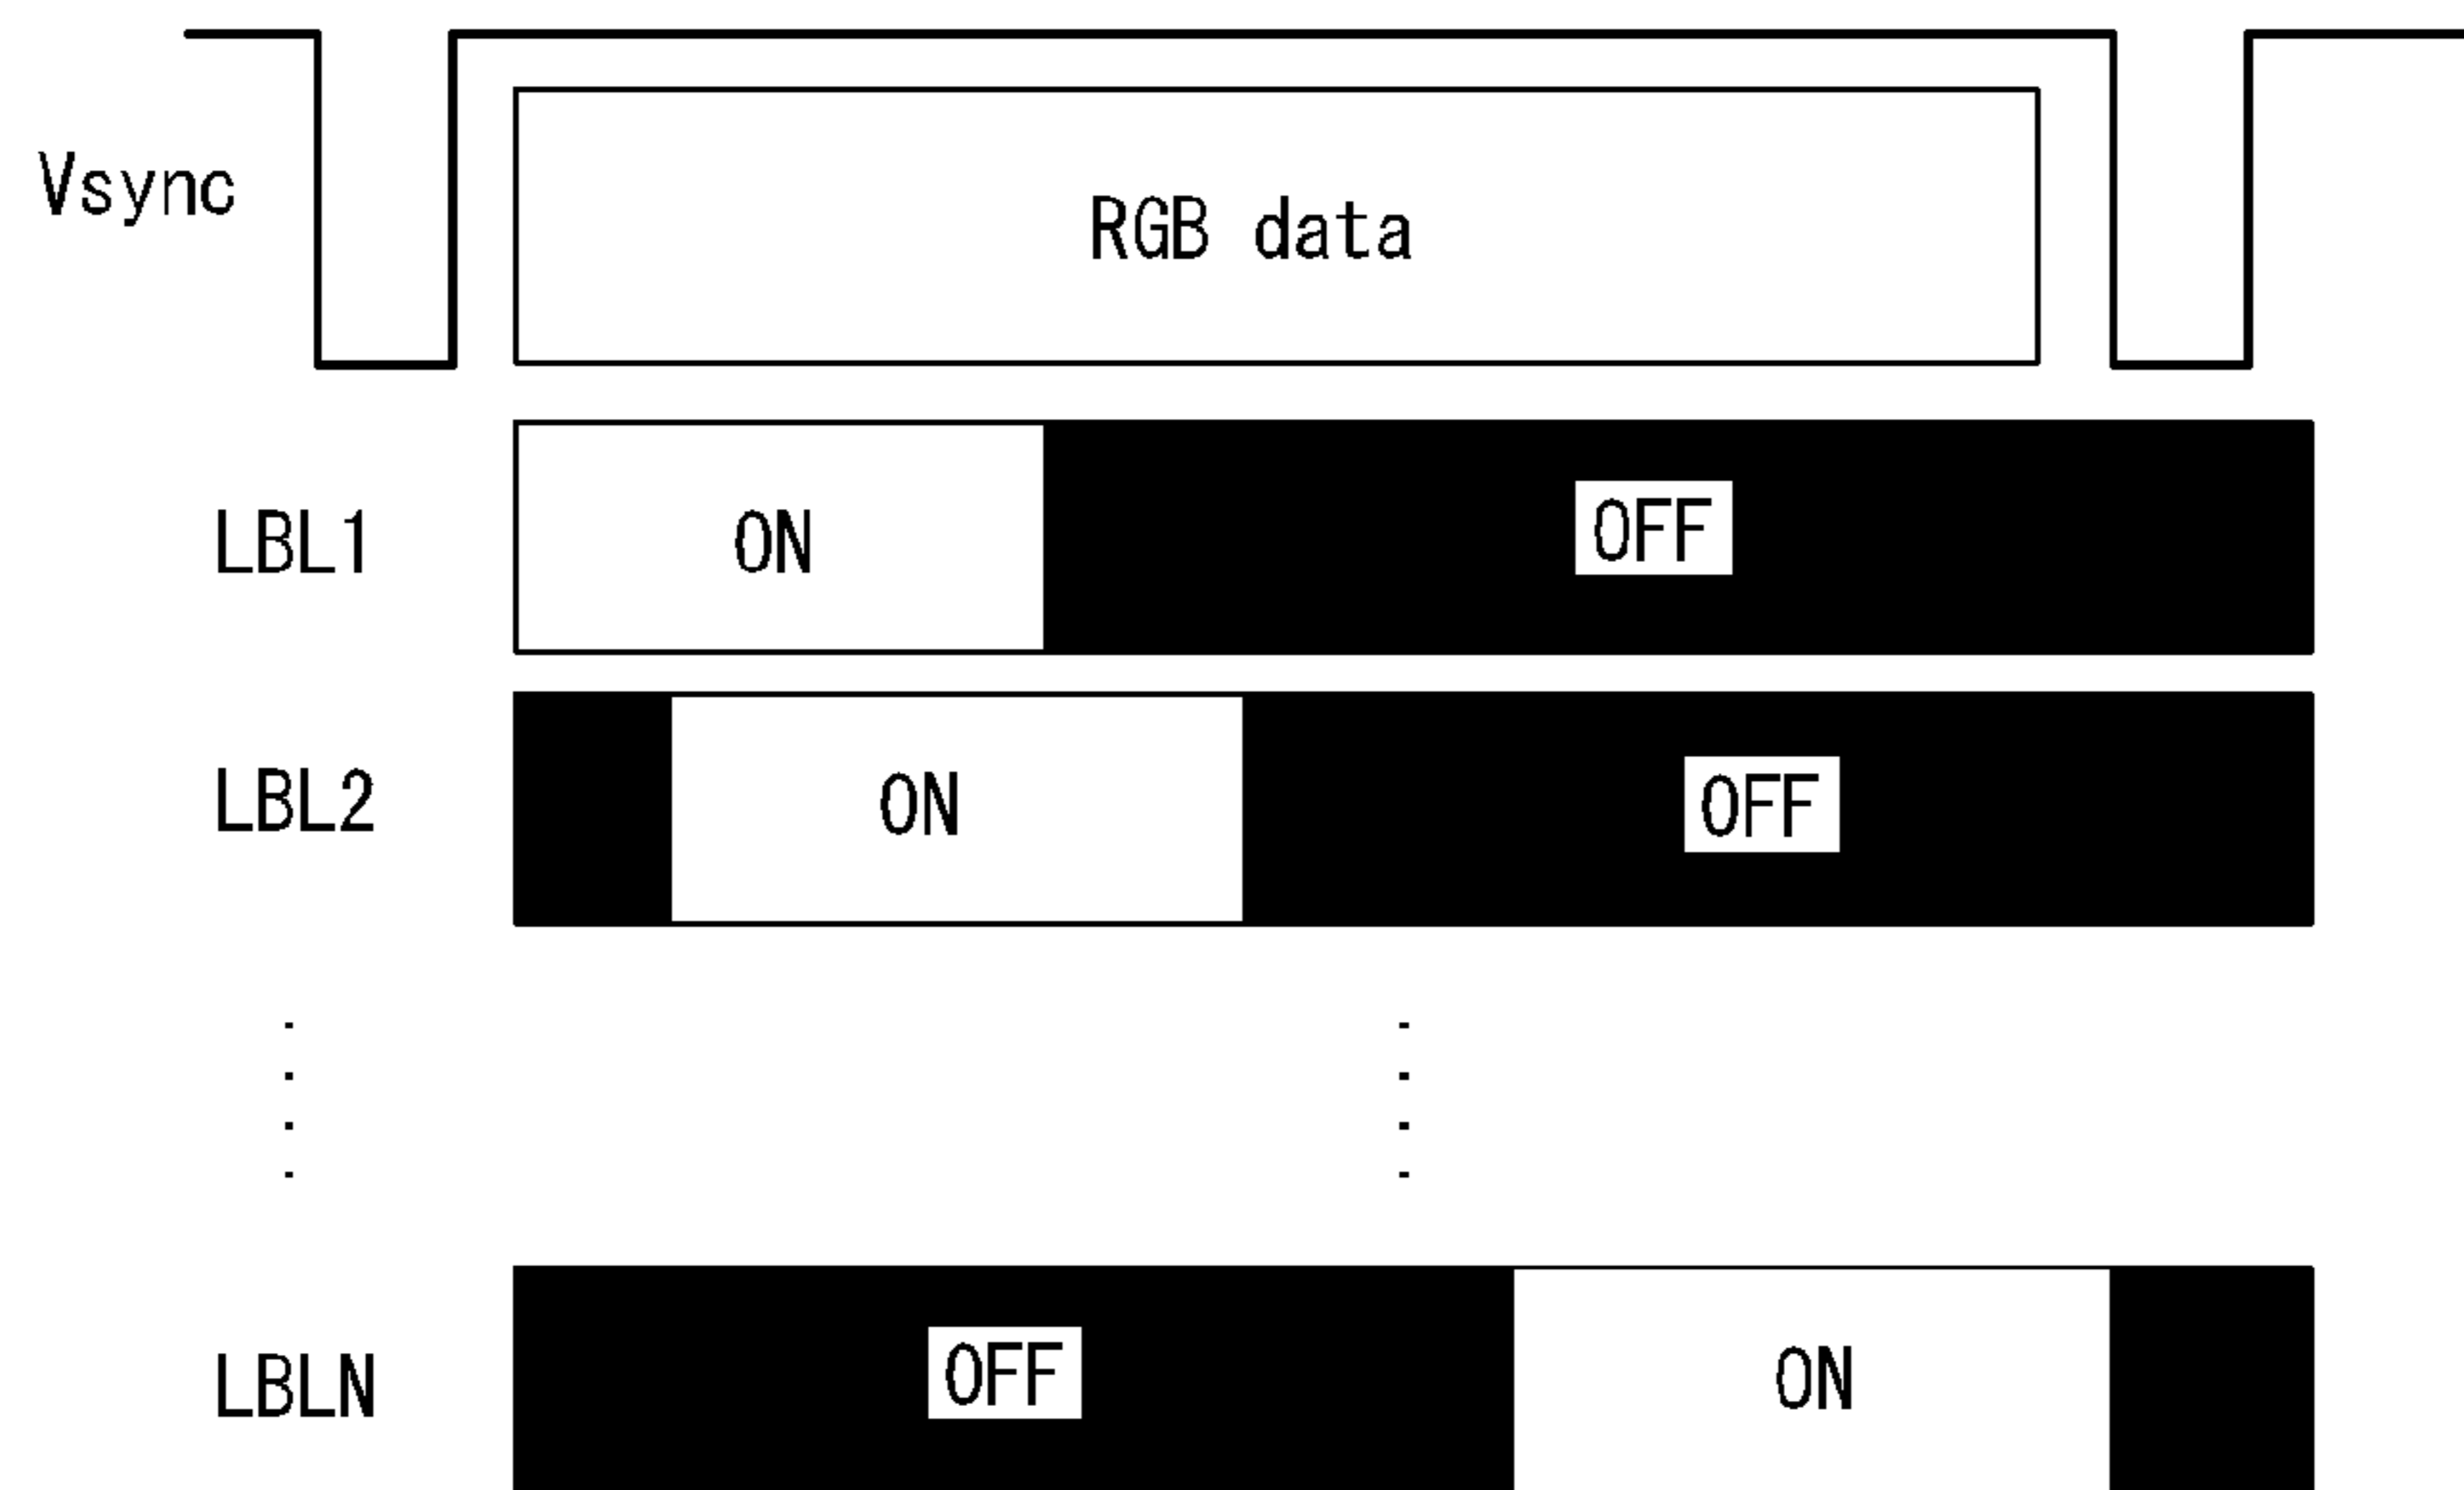 Vsync
RGB data
LBL1 ON OFF
LBL2 ON OFF
LBLN OFF ON